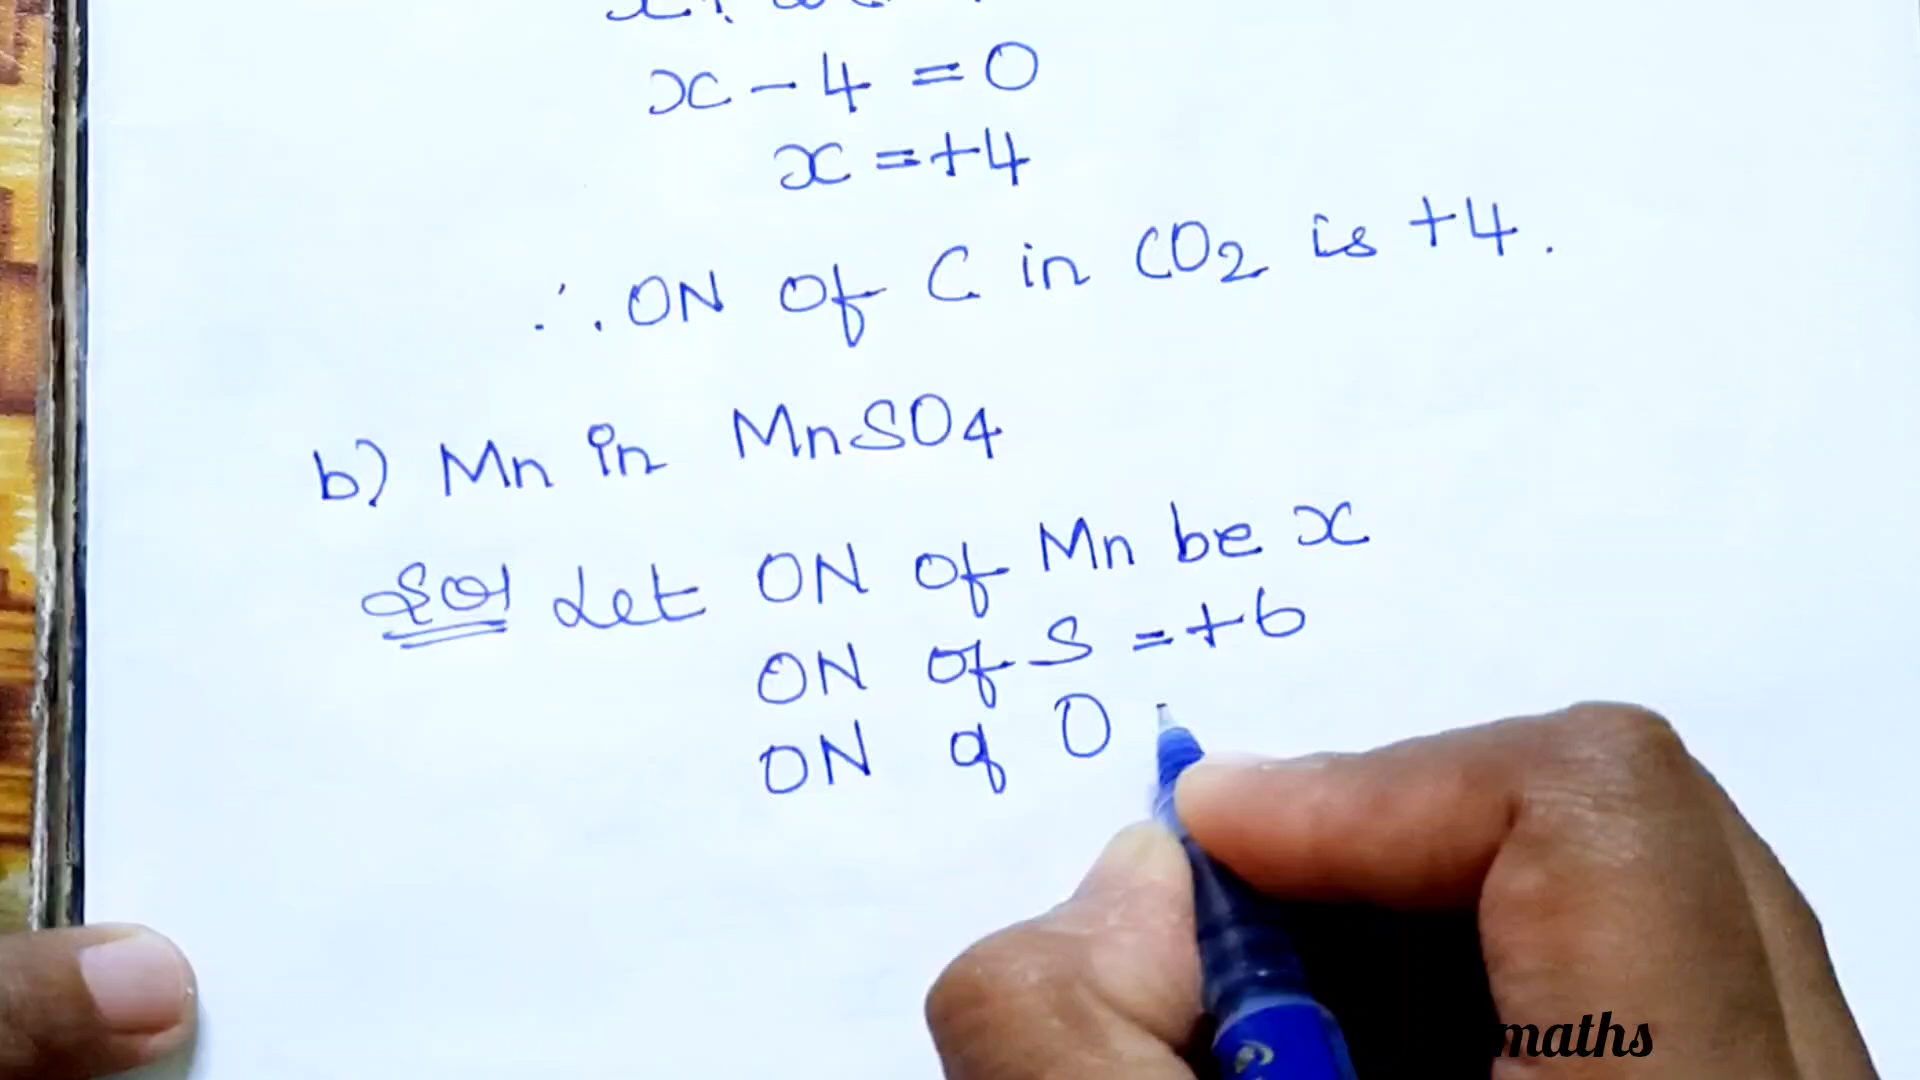 x - 4 = 0
x = +4
∴ ON of C in CO2 is +4.
b) Mn in MnSO4
Sol Let ON of Mn be x
ON of S = +6
ON of O
maths